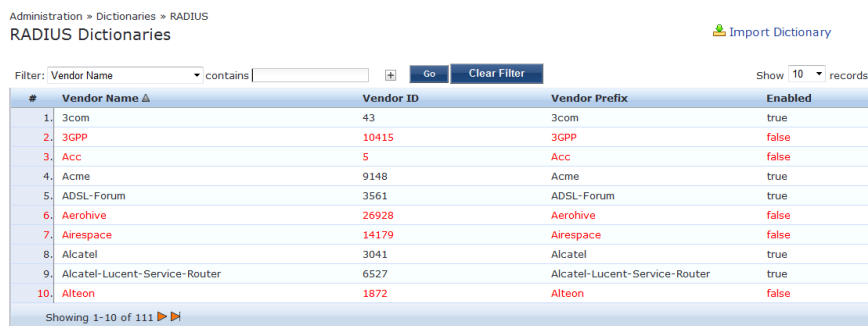 Administration » Dictionaries » RADIUS
RADIUS Dictionaries
Import Dictionary
Filter: Vendor Name contains + Go Clear Filter Show 10 records
# Vendor Name Vendor ID Vendor Prefix Enabled
1. 3com 43 3com true
2. 3GPP 10415 3GPP false
3. Acc 5 Acc false
4. Acme 9148 Acme true
5. ADSL-Forum 3561 ADSL-Forum true
6. Aerohive 26928 Aerohive false
7. Airespace 14179 Airespace false
8. Alcatel 3041 Alcatel true
9. Alcatel-Lucent-Service-Router 6527 Alcatel-Lucent-Service-Router true
10. Alteon 1872 Alteon false
Showing 1-10 of 111